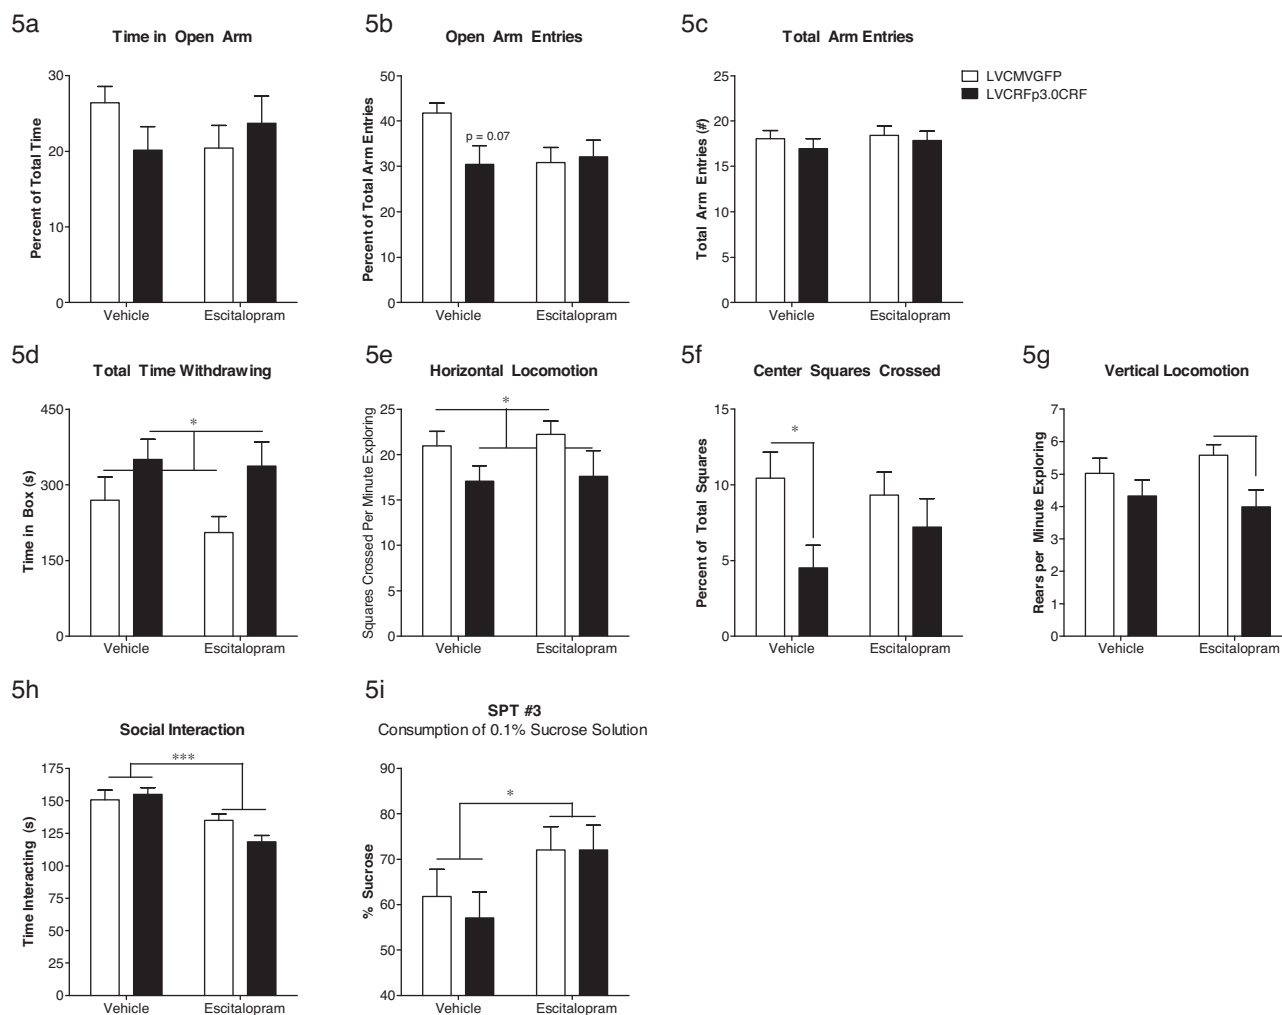 5a
Time in Open Arm
Percent of Total Time
30
20
10
0
Vehicle
Escitalopram
5b
Open Arm Entries
Percent of Total Arm Entries
50
40
30
20
10
0
p = 0.07
Vehicle
Escitalopram
5c
Total Arm Entries
Total Arm Entries (#)
25
20
15
10
5
0
Vehicle
Escitalopram
LVCMVGFP
LVCRFp3.0CRF
5d
Total Time Withdrawing
Time in Box (s)
450
300
150
0
*
Vehicle
Escitalopram
5e
Horizontal Locomotion
Squares Crossed Per Minute Exploring
25
20
15
10
5
0
*
Vehicle
Escitalopram
5f
Center Squares Crossed
Percent of Total Squares
15
10
5
0
*
Vehicle
Escitalopram
5g
Vertical Locomotion
Rears per Minute Exploring
7
6
5
4
3
2
1
0
Vehicle
Escitalopram
5h
Social Interaction
Time Interacting (s)
175
150
125
100
75
50
25
0
***
Vehicle
Escitalopram
5i
SPT #3
Consumption of 0.1% Sucrose Solution
% Sucrose
90
80
70
60
50
40
*
Vehicle
Escitalopram